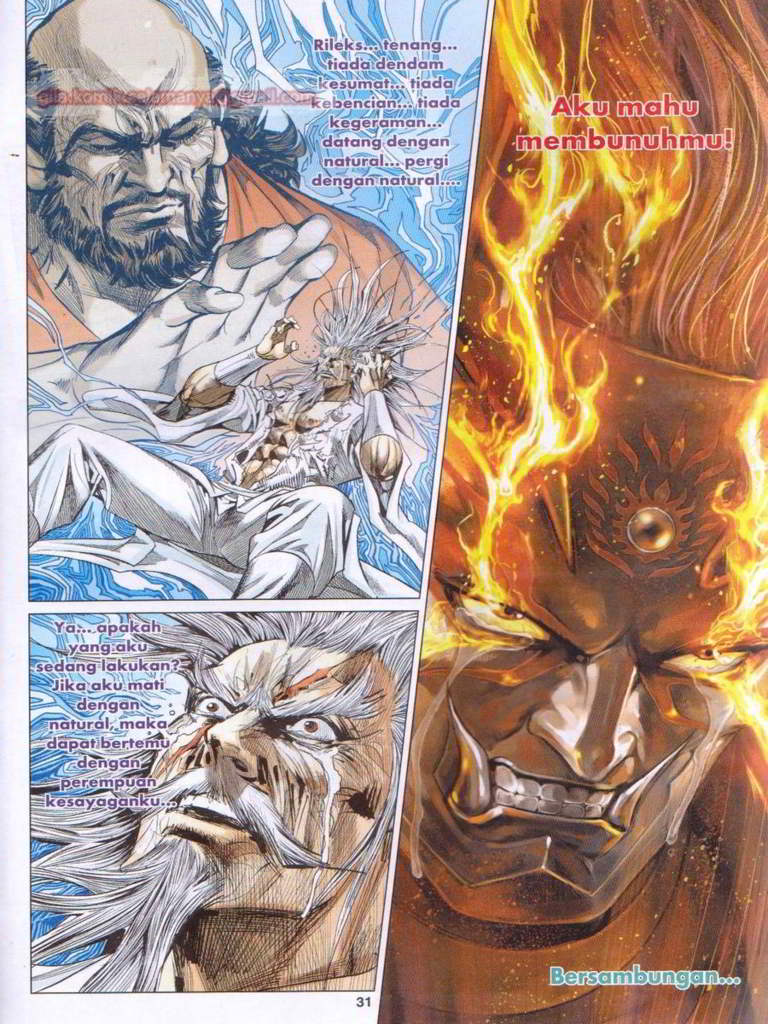 Rileks... tenang...
tiada dendam
kesumat... tiada
kebencian... tiada
kegeraman...
datang dengan
natural... pergi
dengan natural....
Aku mahu
membunuhmu!
Ya... apakah
yang aku
sedang lakukan?
Jika aku mati
dengan
natural, maka
dapat bertemu
dengan
perempuan
kesayaganku...
31
Bersambungan...